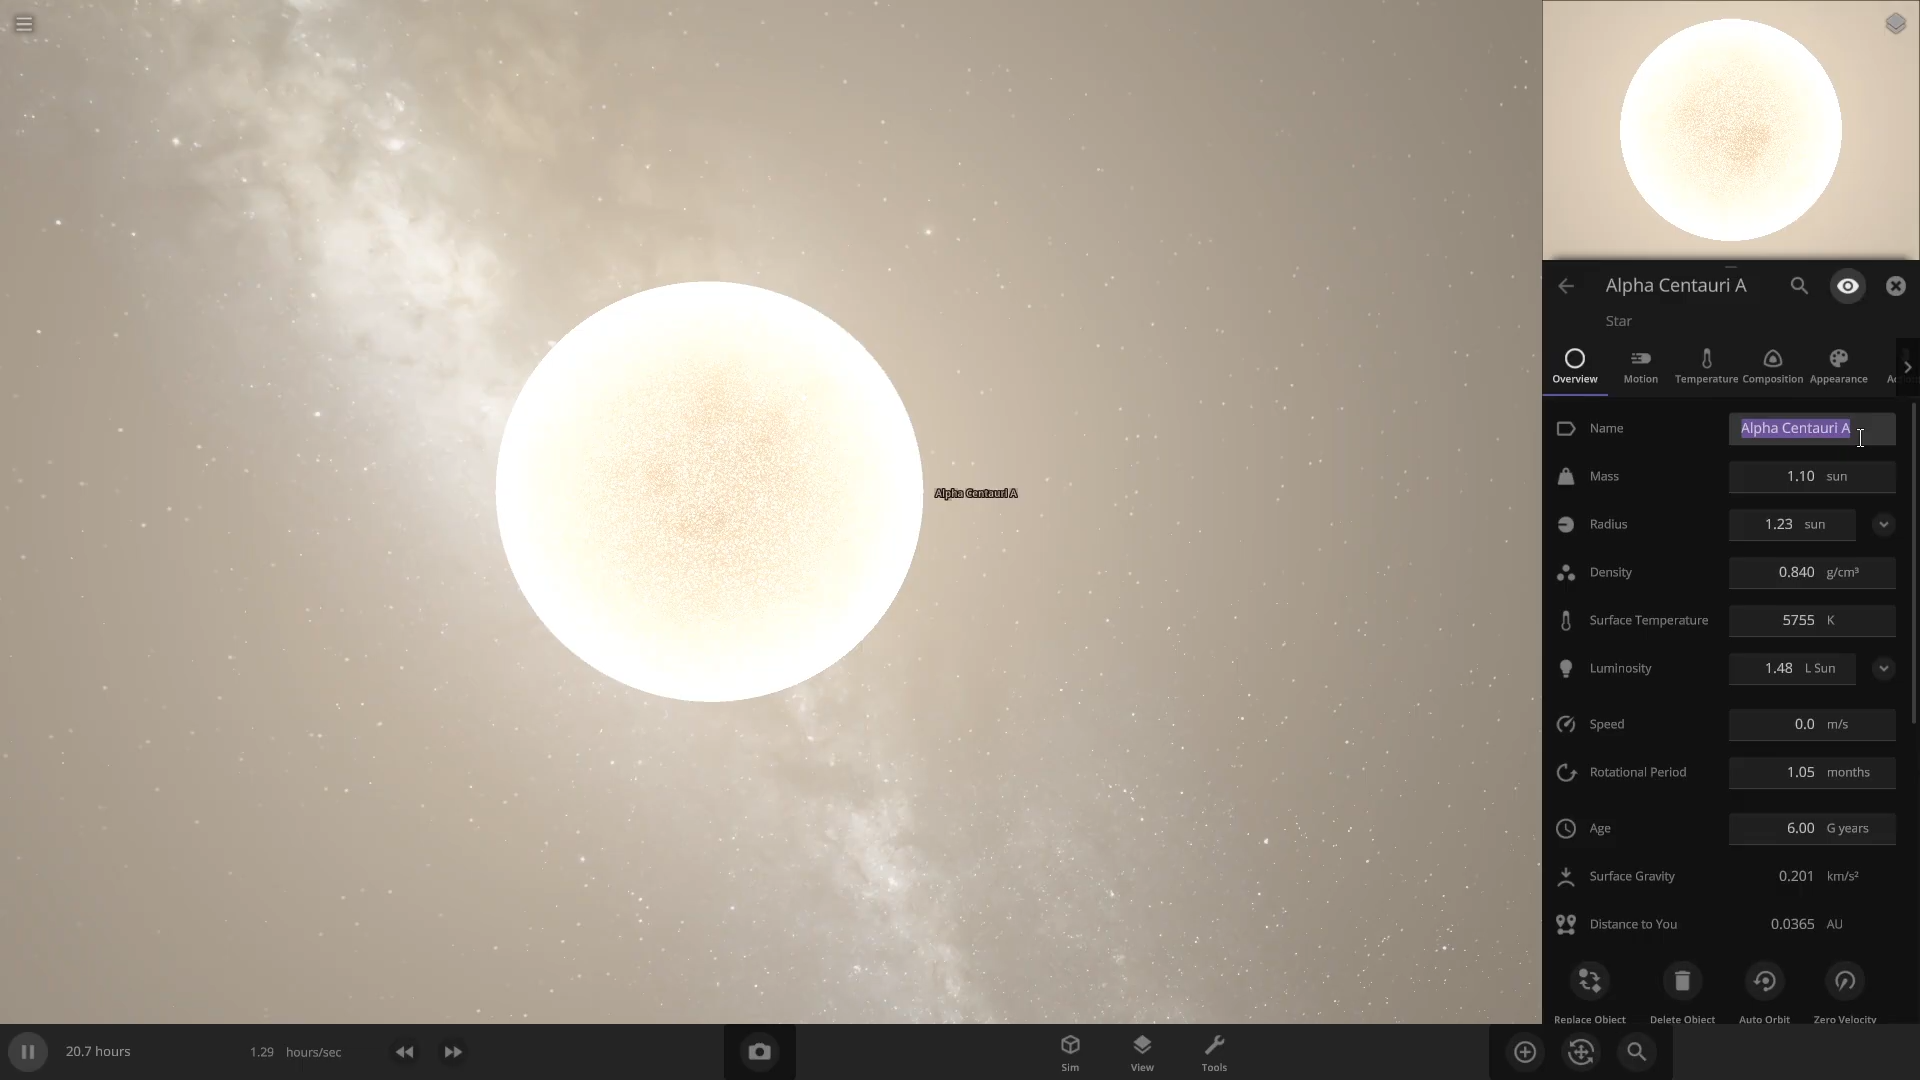 Alpha Centauri A
Alpha Centauri A
Star
Overview
Motion
Temperature
Composition
Appearance
Name Alpha Centauri A
Mass 1.10 sun
Radius 1.23 sun
Density 0.840 g/cm³
Surface Temperature 5755 K
Luminosity 1.48 L Sun
Speed 0.0 m/s
Rotational Period 1.05 months
Age 6.00 G years
Surface Gravity 0.201 km/s²
Distance to You 0.0365 AU
Replace Object
Delete Object
Auto Orbit
Zero Velocity
20.7 hours
1.29 hours/sec
Sim
View
Tools